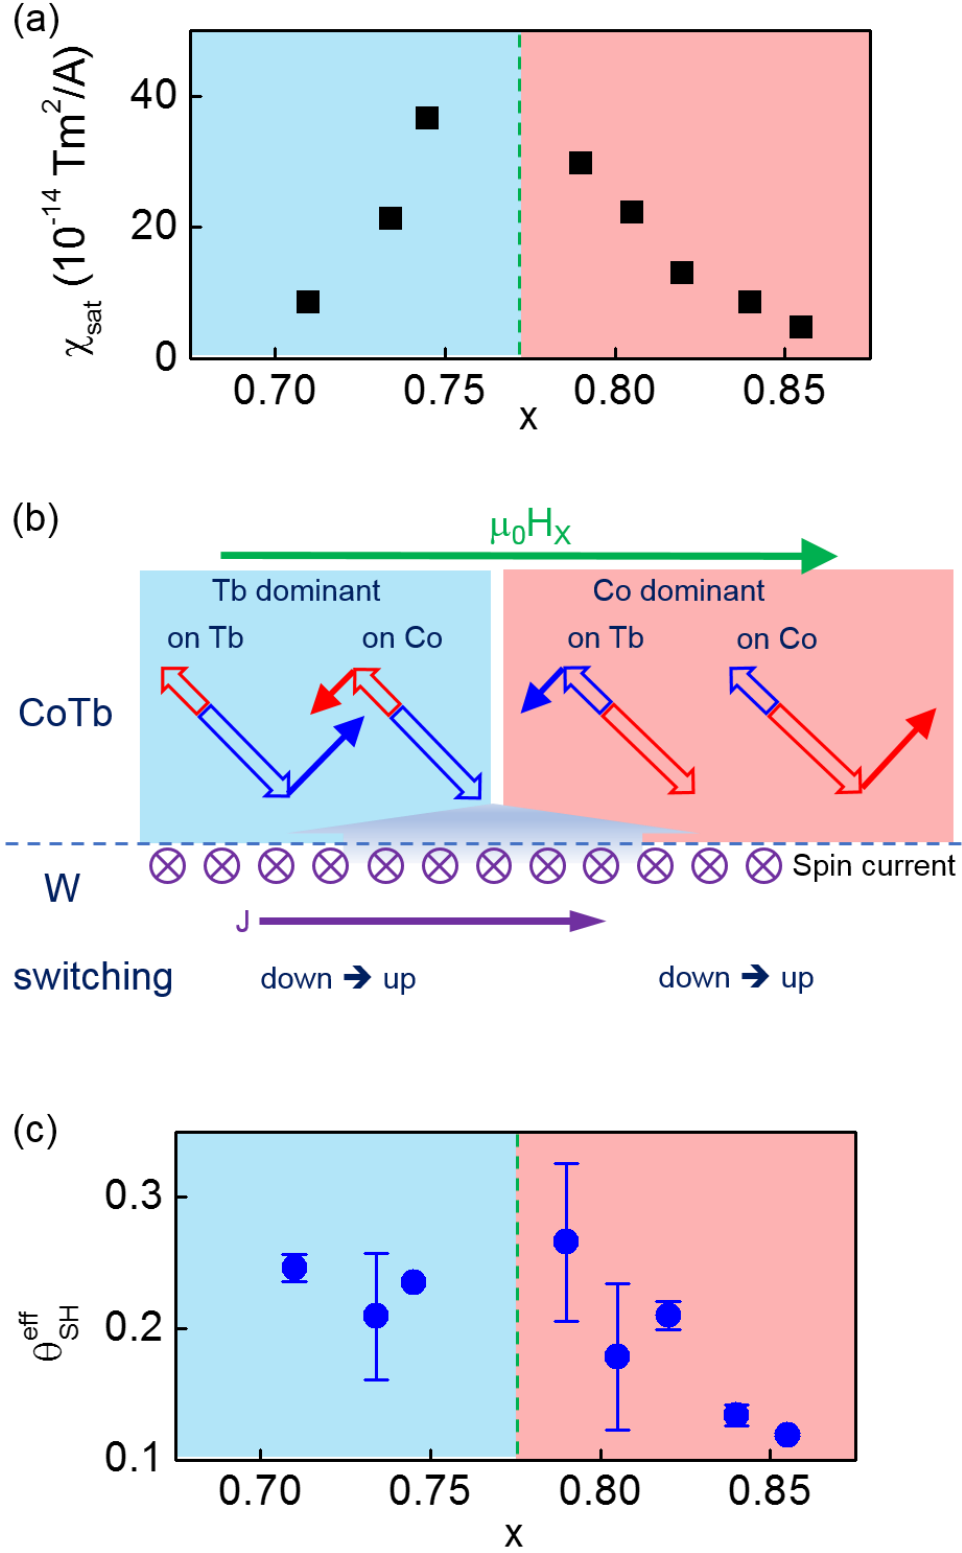 (a)
χsat (10-14 Tm2/A)
40
20
0
0.70 0.75 0.80 0.85
x
(b)
μ0HX
Tb dominant Co dominant
on Tb on Co on Tb on Co
CoTb
W
Spin current
J
switching down ➔ up down ➔ up
(c)
θSHeff
0.3
0.2
0.1
0.70 0.75 0.80 0.85
x